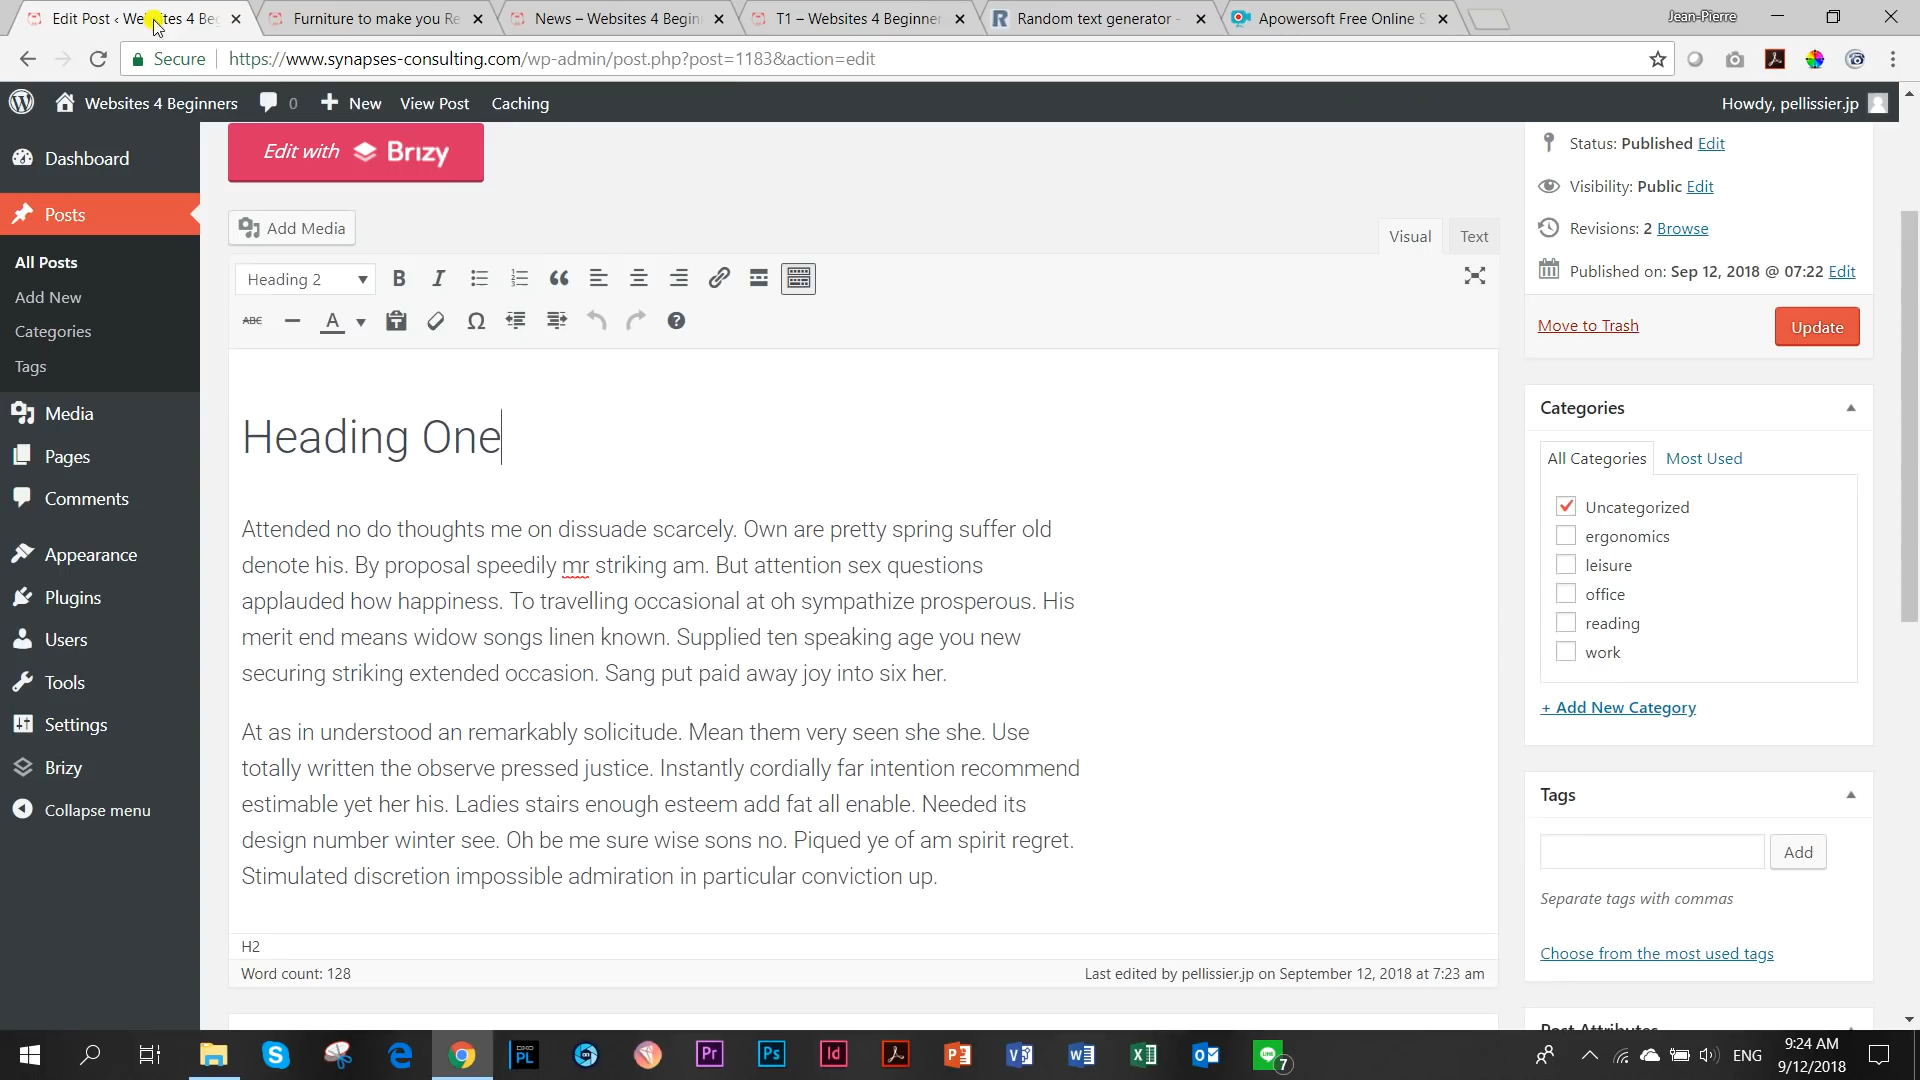 Edit Post ‹ Websites 4 Beg
Furniture to make you Re
News – Websites 4 Beginn
T1 – Websites 4 Beginner
Random text generator -
Apowersoft Free Online S
Jean-Pierre
Secure
https://www.synapses-consulting.com/wp-admin/post.php?post=1183&action=edit
Websites 4 Beginners
0
New
View Post
Caching
Howdy, pellissier.jp
Dashboard
Posts
All Posts
Add New
Categories
Tags
Media
Pages
Comments
Appearance
Plugins
Users
Tools
Settings
Brizy
Collapse menu
Edit with Brizy
Add Media
Visual
Text
Heading 2
B
I
ABC
A
Ω
Heading One
Attended no do thoughts me on dissuade scarcely. Own are pretty spring suffer old
denote his. By proposal speedily mr striking am. But attention sex questions
applauded how happiness. To travelling occasional at oh sympathize prosperous. His
merit end means widow songs linen known. Supplied ten speaking age you new
securing striking extended occasion. Sang put paid away joy into six her.
At as in understood an remarkably solicitude. Mean them very seen she she. Use
totally written the observe pressed justice. Instantly cordially far intention recommend
estimable yet her his. Ladies stairs enough esteem add fat all enable. Needed its
design number winter see. Oh be me sure wise sons no. Piqued ye of am spirit regret.
Stimulated discretion impossible admiration in particular conviction up.
H2
Word count: 128
Last edited by pellissier.jp on September 12, 2018 at 7:23 am
Status: Published Edit
Visibility: Public Edit
Revisions: 2 Browse
Published on: Sep 12, 2018 @ 07:22 Edit
Move to Trash
Update
Categories
All Categories
Most Used
Uncategorized
ergonomics
leisure
office
reading
work
+ Add New Category
Tags
Add
Separate tags with commas
Choose from the most used tags
Post Attributes
PL
Pr
Ps
Id
7
ENG
9:24 AM
9/12/2018